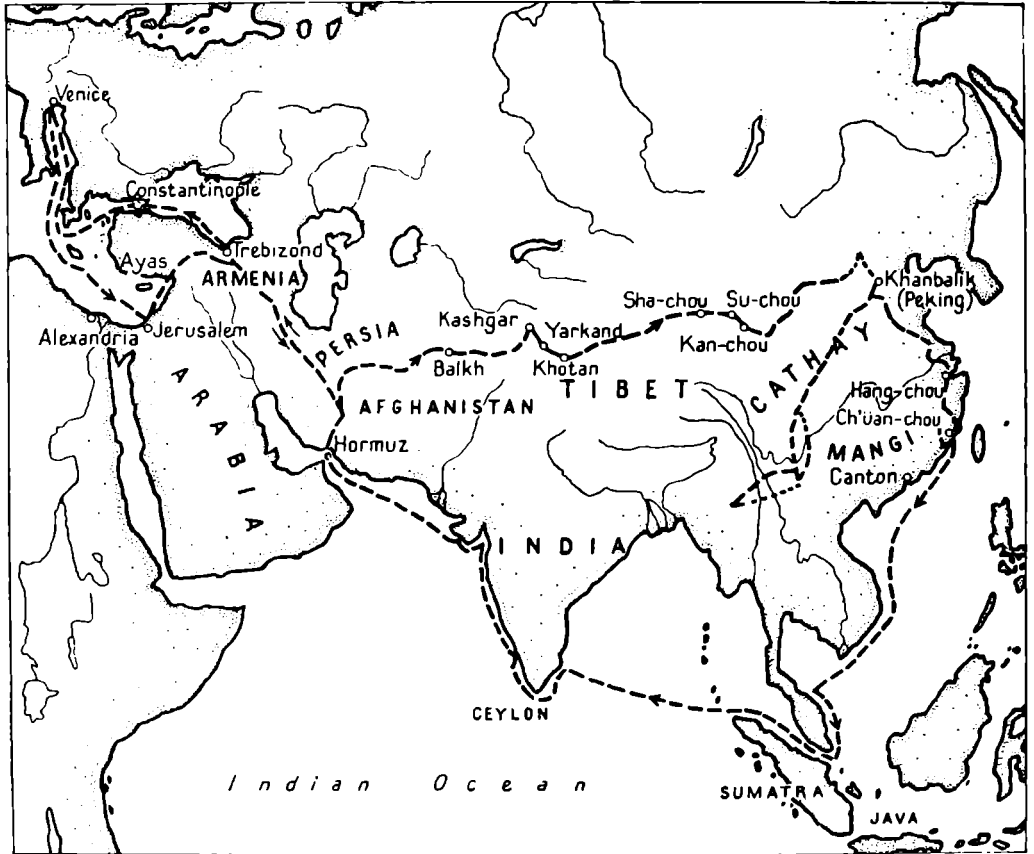 Venice
Constantinople
Trebizond
Ayas
ARMENIA
Alexandria
Jerusalem
PERSIA
ARABIA
Kashgar
Yarkand
Balkh
Khotan
Sha-chou
Su-chou
Kan-chou
Khanbalik
(Peking)
TIBET
CATHAY
AFGHANISTAN
Hang-chou
Ch'üan-chou
Hormuz
MANGI
Canton
INDIA
CEYLON
Indian Ocean
SUMATRA
JAVA